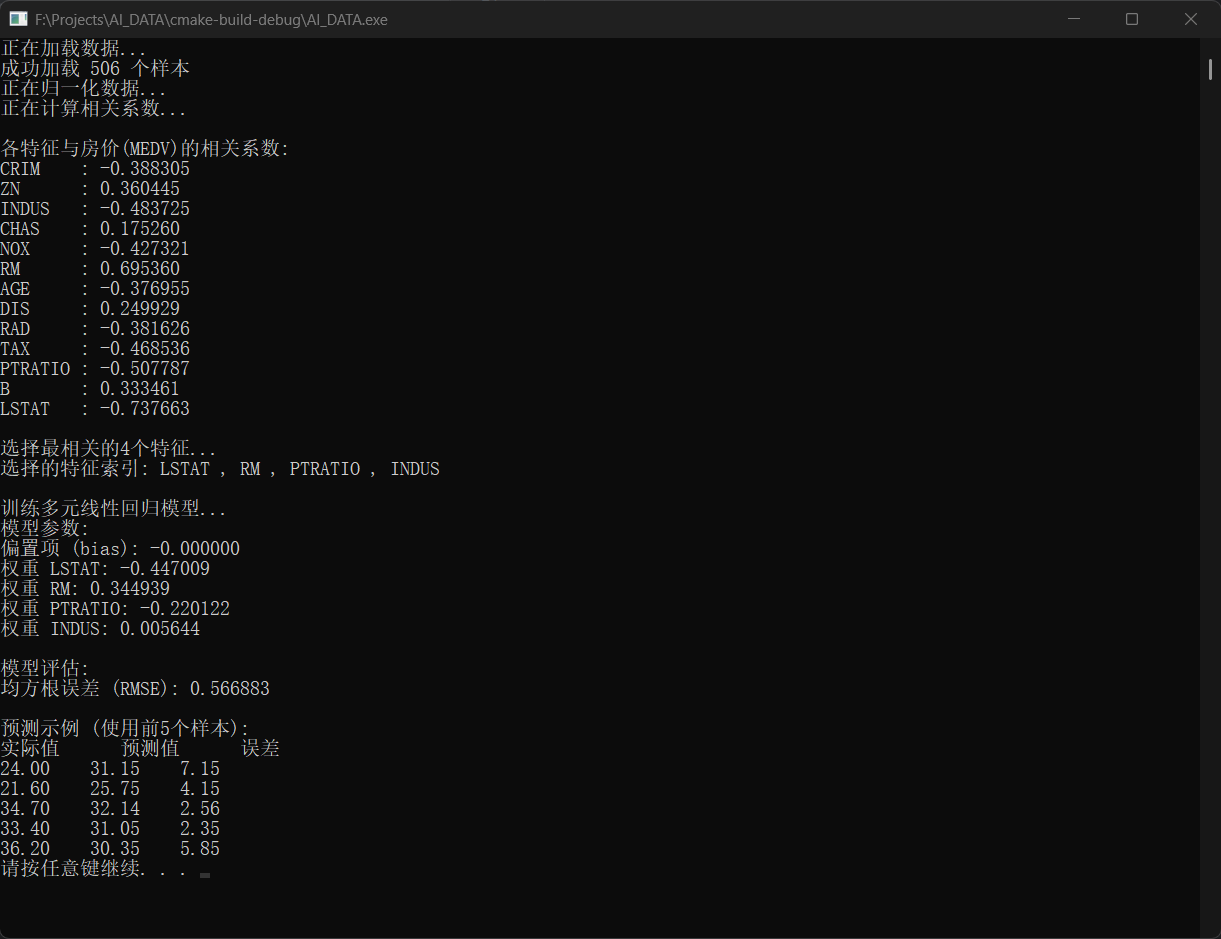 F:\Projects\AI_DATA\cmake-build-debug\AI_DATA.exe
正在加载数据...
成功加载 506 个样本
正在归一化数据...
正在计算相关系数...
各特征与房价(MEDV)的相关系数:
CRIM    : -0.388305
ZN      : 0.360445
INDUS   : -0.483725
CHAS    : 0.175260
NOX     : -0.427321
RM      : 0.695360
AGE     : -0.376955
DIS     : 0.249929
RAD     : -0.381626
TAX     : -0.468536
PTRATIO : -0.507787
B       : 0.333461
LSTAT   : -0.737663
选择最相关的4个特征...
选择的特征索引: LSTAT , RM , PTRATIO , INDUS
训练多元线性回归模型...
模型参数:
偏置项 (bias): -0.000000
权重 LSTAT: -0.447009
权重 RM: 0.344939
权重 PTRATIO: -0.220122
权重 INDUS: 0.005644
模型评估:
均方根误差 (RMSE): 0.566883
预测示例 (使用前5个样本):
实际值      预测值      误差
24.00    31.15    7.15
21.60    25.75    4.15
34.70    32.14    2.56
33.40    31.05    2.35
36.20    30.35    5.85
请按任意键继续. . .